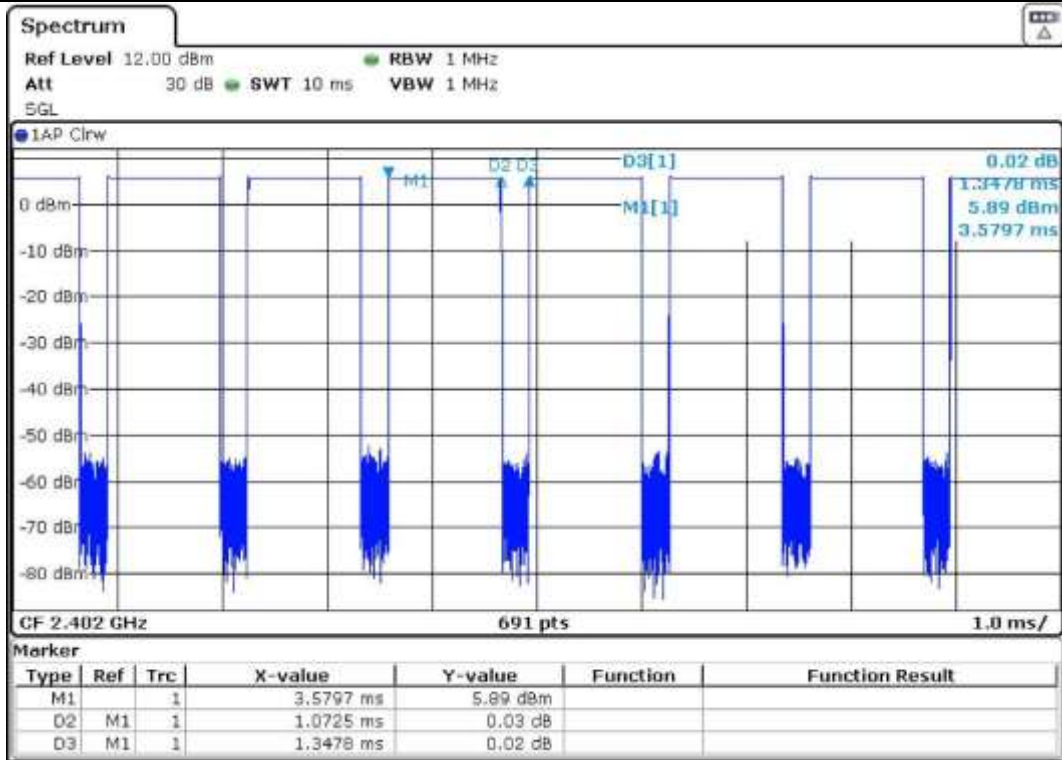 Spectrum
Ref Level 12.00 dBm RBW 1 MHz
Att 30 dB SWT 10 ms VBW 1 MHz
SGL
1AP Clrw
D2 D3 D3[1] 0.02 dB
M1 1.3478 ms
0 dBm M1[1] 5.89 dBm
3.5797 ms
-10 dBm
-20 dBm
-30 dBm
-40 dBm
-50 dBm
-60 dBm
-70 dBm
-80 dBm
CF 2.402 GHz 691 pts 1.0 ms/
Marker
Type Ref Trc X-value Y-value Function Function Result
M1 1 3.5797 ms 5.89 dBm
D2 M1 1 1.0725 ms 0.03 dB
D3 M1 1 1.3478 ms 0.02 dB